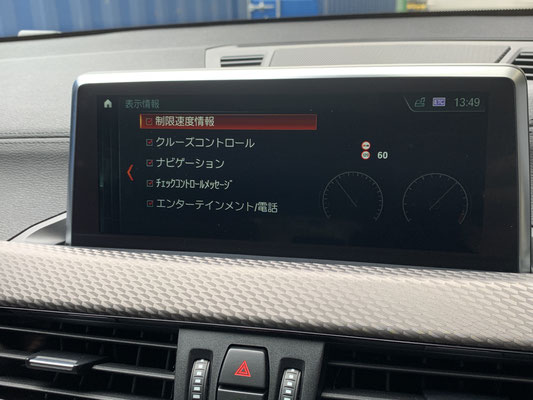 表示情報
13:49
制限速度情報
クルーズコントロール
ナビゲーション
60
ﾁｪｯｸｺﾝﾄﾛｰﾙﾒｯｾｰｼﾞ
エンターテインメント/電話